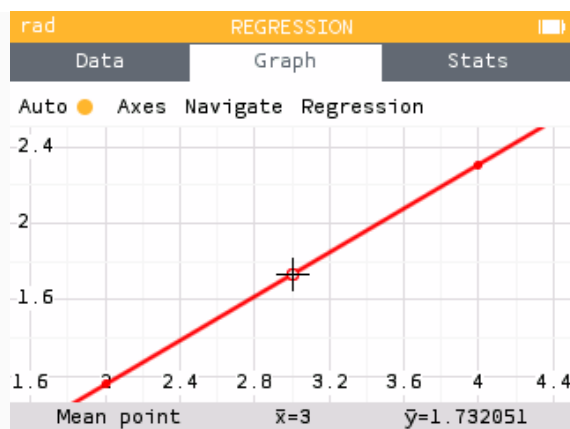 rad REGRESSION
Data Graph Stats
Auto Axes Navigate Regression
2.4
2
1.6
1.6 2 2.4 2.8 3.2 3.6 4 4.4
Mean point x̄=3 ȳ=1.732051